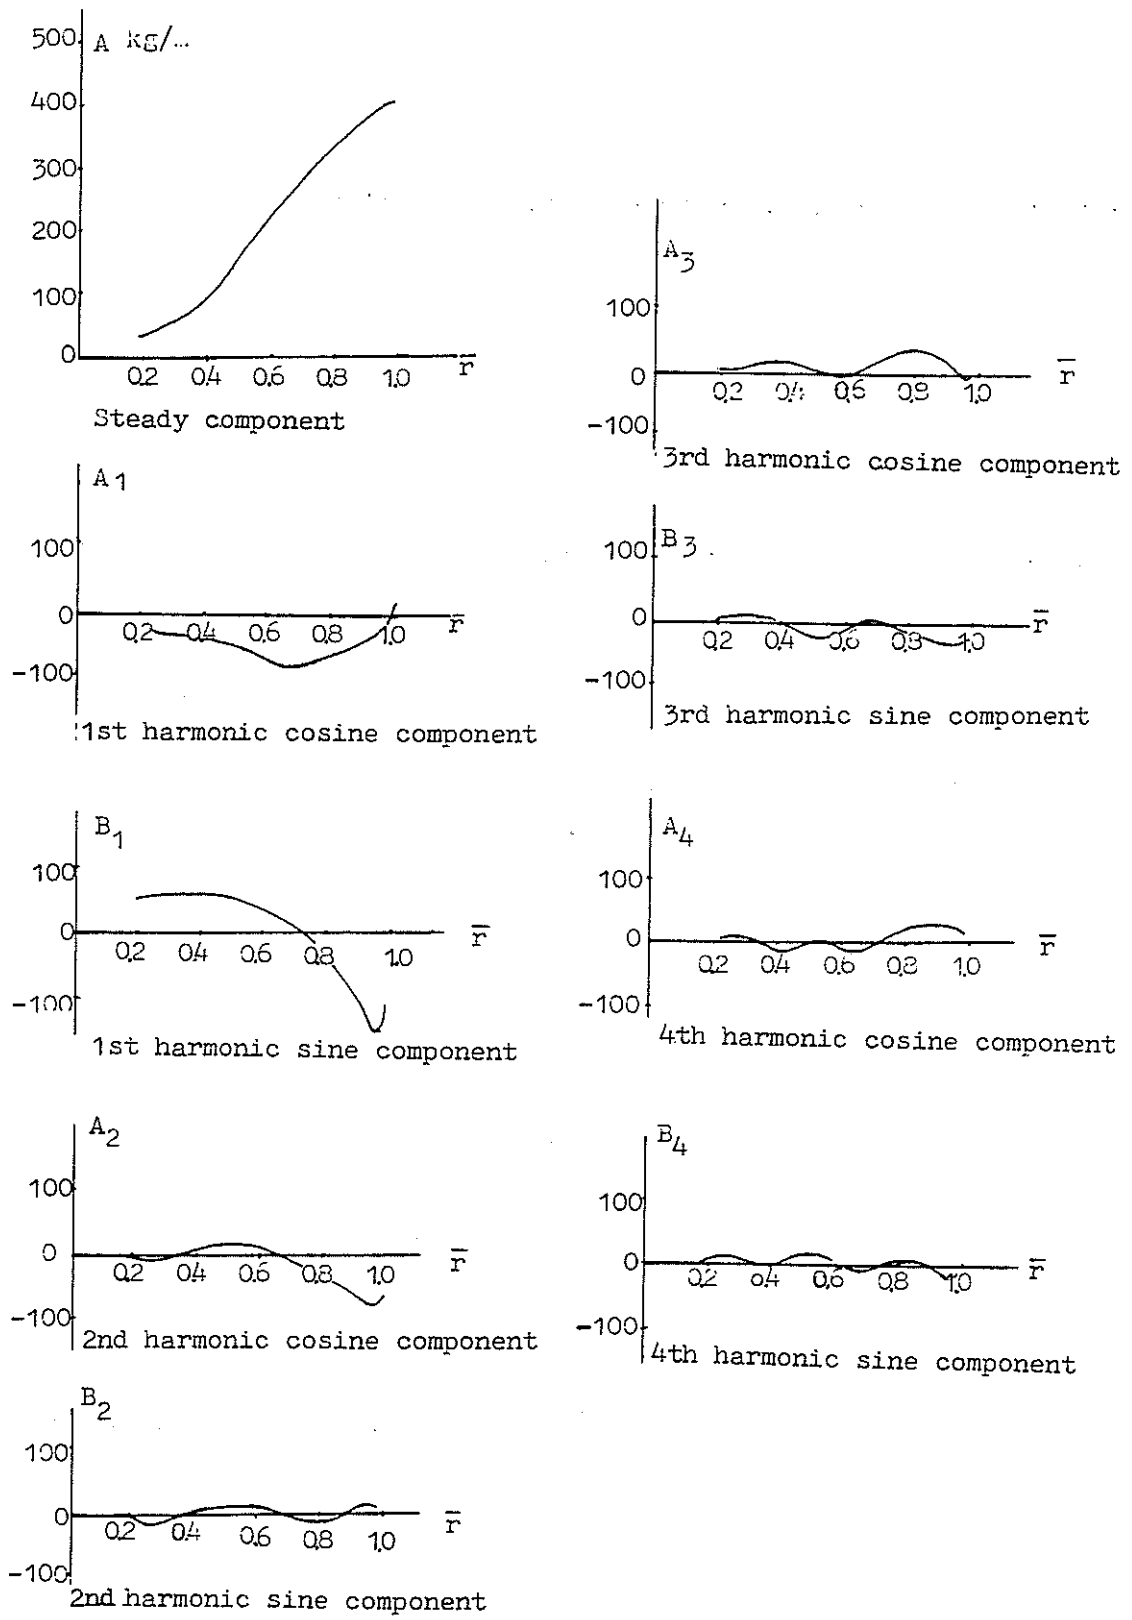 A kg/...
500
400
300
200
100
0
0.2 0.4 0.6 0.8 1.0 r̅
Steady component
A1
100
0
0.2 0.4 0.6 0.8 1.0 r̅
-100
1st harmonic cosine component
B1
100
0
0.2 0.4 0.6 0.8 1.0 r̅
-100
1st harmonic sine component
A2
100
0
0.2 0.4 0.6 0.8 1.0 r̅
-100
2nd harmonic cosine component
B2
100
0
0.2 0.4 0.6 0.8 1.0 r̅
-100
2nd harmonic sine component
A3
100
0
0.2 0.4 0.6 0.8 1.0 r̅
-100
3rd harmonic cosine component
B3
100
0
0.2 0.4 0.6 0.8 1.0 r̅
-100
3rd harmonic sine component
A4
100
0
0.2 0.4 0.6 0.8 1.0 r̅
-100
4th harmonic cosine component
B4
100
0
0.2 0.4 0.6 0.8 1.0 r̅
-100
4th harmonic sine component